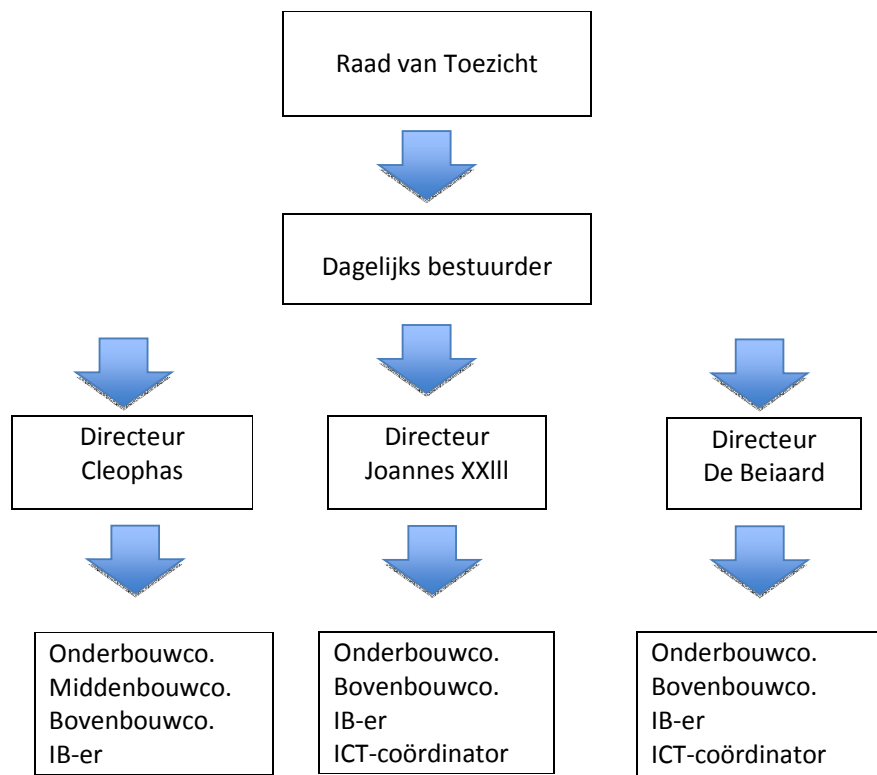 Raad van Toezicht
Dagelijks bestuurder
Directeur
Cleophas
Directeur
Joannes XXlll
Directeur
De Beiaard
Onderbouwco.
Middenbouwco.
Bovenbouwco.
IB-er
Onderbouwco.
Bovenbouwco.
IB-er
ICT-coördinator
Onderbouwco.
Bovenbouwco.
IB-er
ICT-coördinator